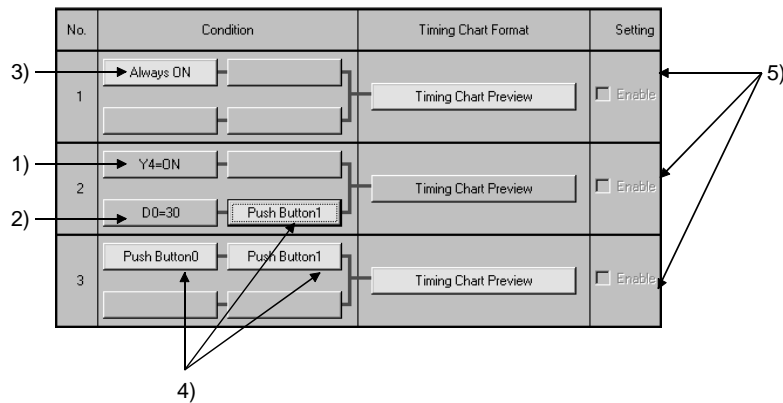 No. Condition Timing Chart Format Setting
3) Always ON
1 Timing Chart Preview Enable 5)
1) Y4=ON
2 Timing Chart Preview Enable
2) D0=30 Push Button1
Push Button0 Push Button1
3 Timing Chart Preview Enable
4)